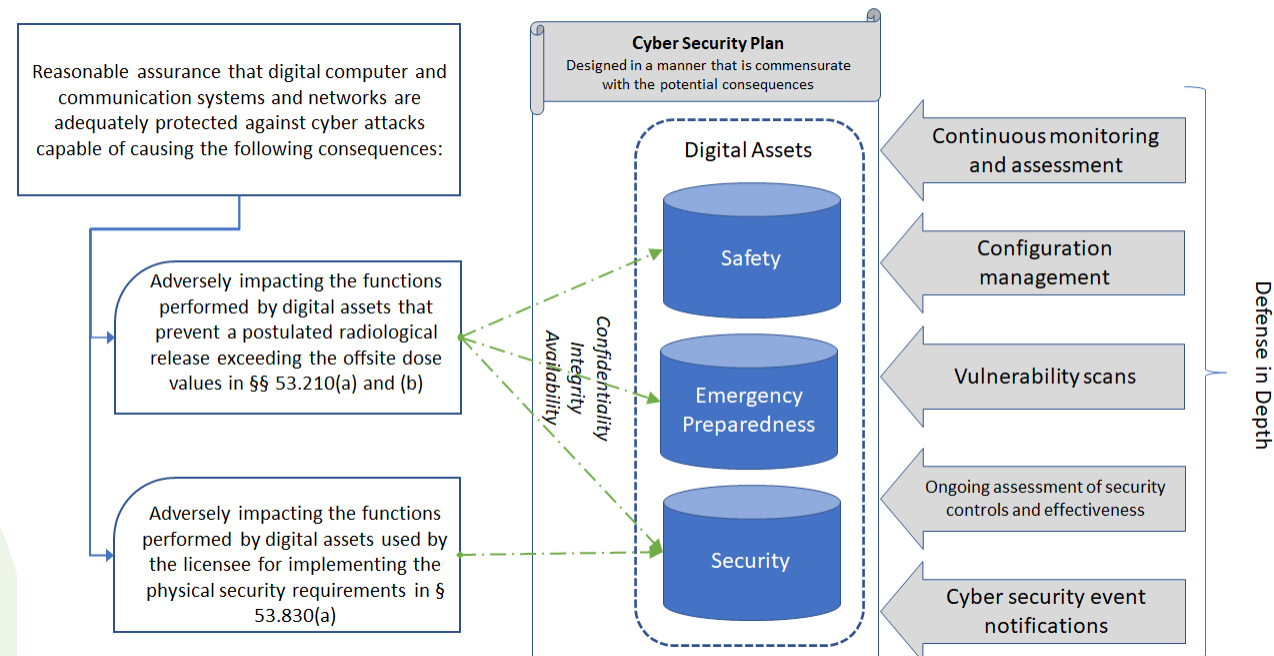 Reasonable assurance that digital computer and
communication systems and networks are
adequately protected against cyber attacks
capable of causing the following consequences:
Adversely impacting the functions
performed by digital assets that
prevent a postulated radiological
release exceeding the offsite dose
values in §§ 53.210(a) and (b)
Adversely impacting the functions
performed by digital assets used by
the licensee for implementing the
physical security requirements in §
53.830(a)
Confidentiality
Integrity
Availability
Cyber Security Plan
Designed in a manner that is commensurate
with the potential consequences
Digital Assets
Safety
Emergency
Preparedness
Security
Continuous monitoring
and assessment
Configuration
management
Vulnerability scans
Ongoing assessment of security
controls and effectiveness
Cyber security event
notifications
Defense in Depth